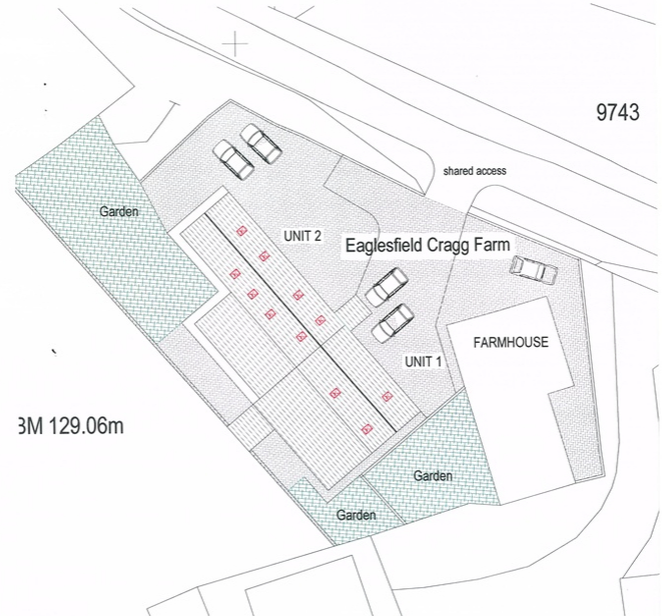 9743
shared access
Garden
UNIT 2
Eaglesfield Cragg Farm
FARMHOUSE
UNIT 1
BM 129.06m
Garden
Garden